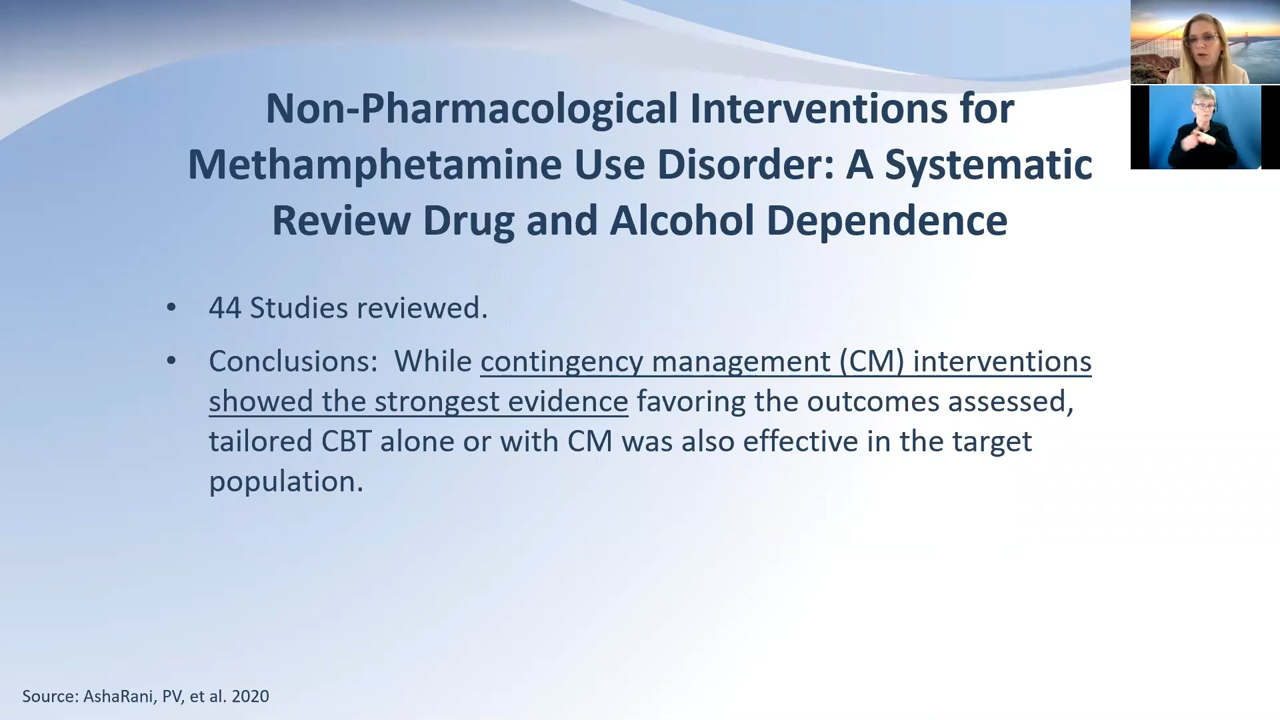 Non-Pharmacological Interventions for
Methamphetamine Use Disorder: A Systematic
Review Drug and Alcohol Dependence
• 44 Studies reviewed.
• Conclusions:  While contingency management (CM) interventions
showed the strongest evidence favoring the outcomes assessed,
tailored CBT alone or with CM was also effective in the target
population.
Source: AshaRani, PV, et al. 2020